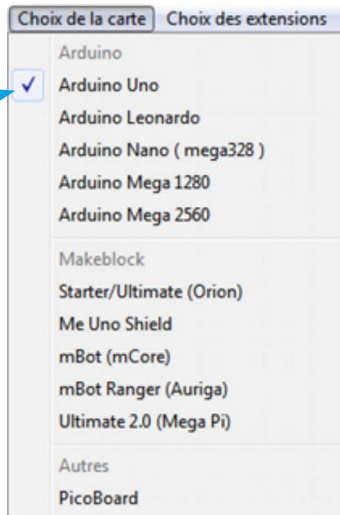 Choix de la carte Choix des extensions
Arduino
Arduino Uno
Arduino Leonardo
Arduino Nano ( mega328 )
Arduino Mega 1280
Arduino Mega 2560
Makeblock
Starter/Ultimate (Orion)
Me Uno Shield
mBot (mCore)
mBot Ranger (Auriga)
Ultimate 2.0 (Mega Pi)
Autres
PicoBoard